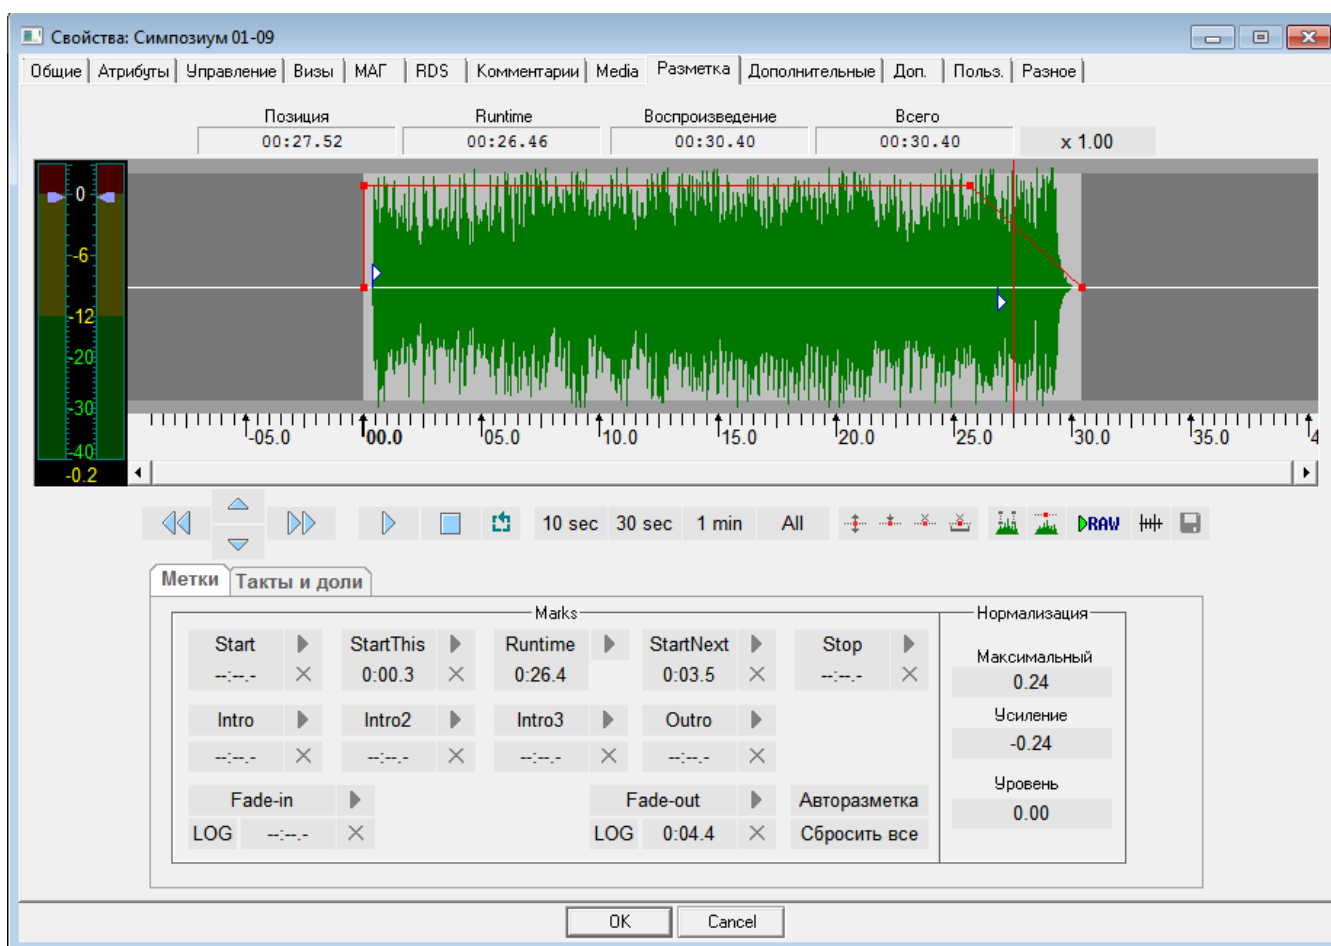 Свойства: Симпозиум 01-09
Общие Атрибуты Управление Визы МАГ RDS Комментарии Media Разметка Дополнительные Доп. Польз. Разное
Позиция Runtime Воспроизведение Всего
00:27.52 00:26.46 00:30.40 00:30.40 x 1.00
0
-6
-12
-20
-30
-40
-0.2
-05.0 00.0 05.0 10.0 15.0 20.0 25.0 30.0 35.0 4
10 sec 30 sec 1 min All DRAW
Метки Такты и доли
Marks Нормализация
Start StartThis Runtime StartNext Stop
--:--.- 0:00.3 0:26.4 0:03.5 --:--.-
Максимальный
0.24
Intro Intro2 Intro3 Outro
--:--.- --:--.- --:--.- --:--.-
Усиление
-0.24
Fade-in Fade-out Авторазметка
LOG --:--.- LOG 0:04.4 Сбросить все
Уровень
0.00
OK Cancel